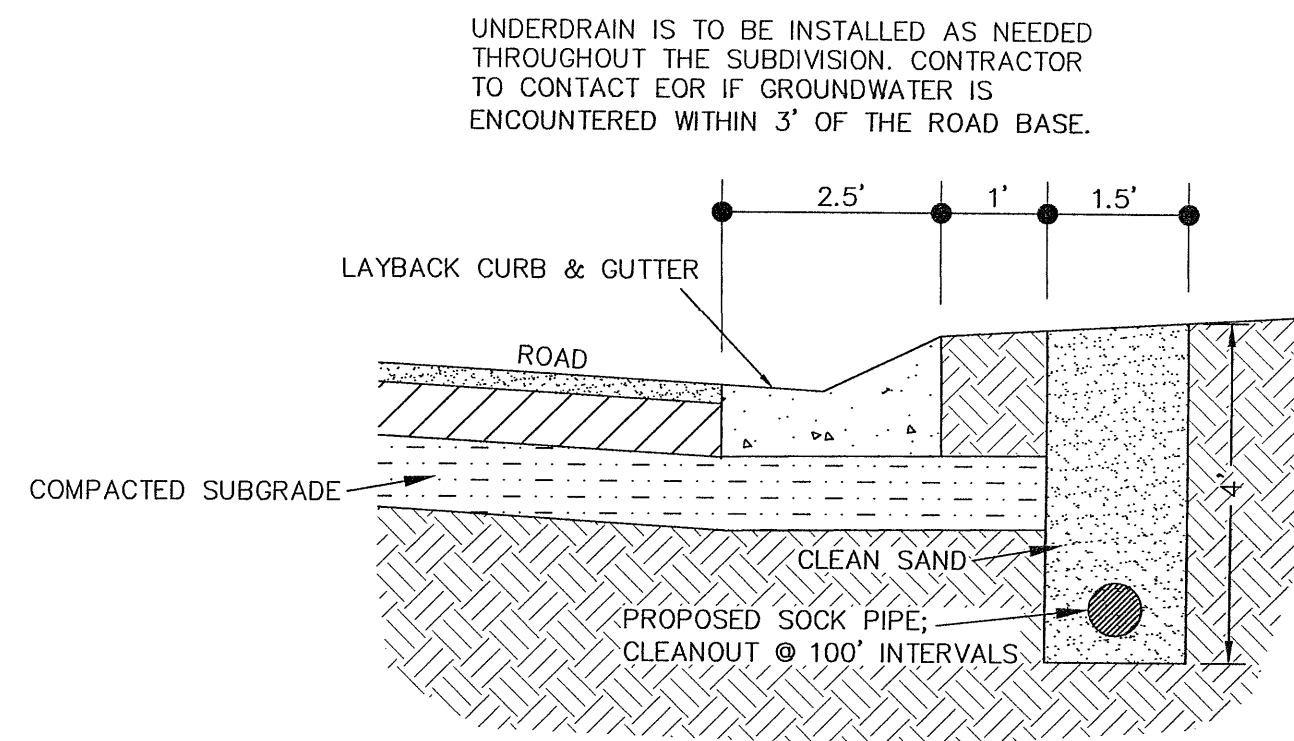 UNDERDRAIN IS TO BE INSTALLED AS NEEDED
THROUGHOUT THE SUBDIVISION. CONTRACTOR
TO CONTACT EOR IF GROUNDWATER IS
ENCOUNTERED WITHIN 3' OF THE ROAD BASE.
2.5'
1'
1.5'
LAYBACK CURB & GUTTER
ROAD
COMPACTED SUBGRADE
4'
CLEAN SAND
PROPOSED SOCK PIPE;
CLEANOUT @ 100' INTERVALS